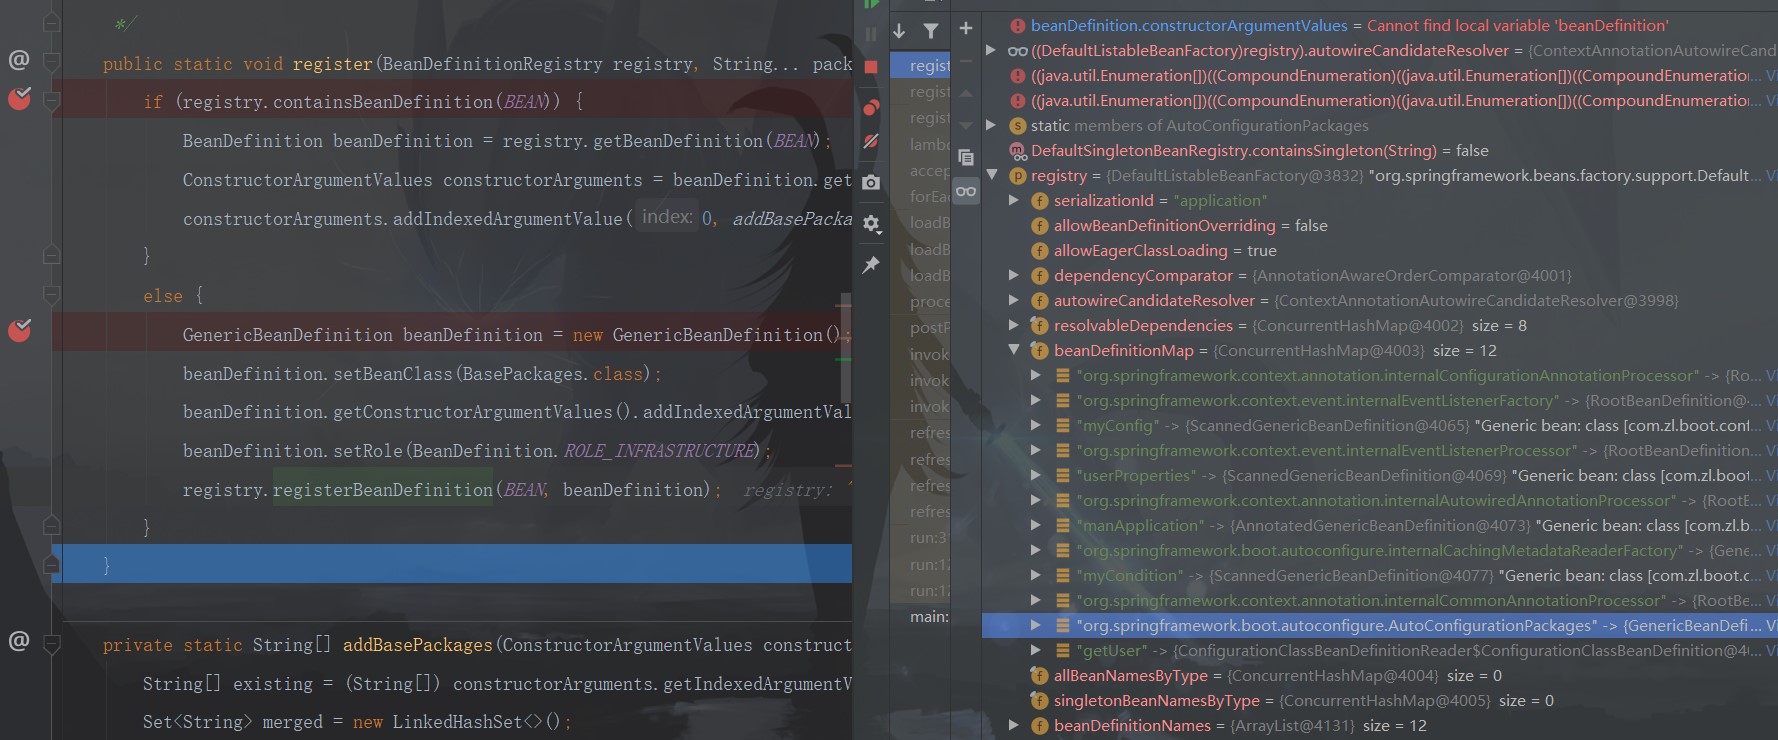 */
public static void register(BeanDefinitionRegistry registry, String... pack
if (registry.containsBeanDefinition(BEAN)) {
BeanDefinition beanDefinition = registry.getBeanDefinition(BEAN);
ConstructorArgumentValues constructorArguments = beanDefinition.get
constructorArguments.addIndexedArgumentValue( index: 0, addBasePacka
}
else {
GenericBeanDefinition beanDefinition = new GenericBeanDefinition();
beanDefinition.setBeanClass(BasePackages.class);
beanDefinition.getConstructorArgumentValues().addIndexedArgumentVal
beanDefinition.setRole(BeanDefinition.ROLE_INFRASTRUCTURE);
registry.registerBeanDefinition(BEAN, beanDefinition); registry: "
}
}
private static String[] addBasePackages(ConstructorArgumentValues construct
String[] existing = (String[]) constructorArguments.getIndexedArgumentV
Set<String> merged = new LinkedHashSet<>();
regist
regist
regist
lambd
accep
forEac
loadB
loadB
loadB
proce
postP
invok
invok
invok
refres
refres
refres
refres
run:3
run:12
run:12
main:
beanDefinition.constructorArgumentValues = Cannot find local variable 'beanDefinition'
((DefaultListableBeanFactory)registry).autowireCandidateResolver = {ContextAnnotationAutowireCand
((java.util.Enumeration[])((CompoundEnumeration)((java.util.Enumeration[])((CompoundEnumeratio...
((java.util.Enumeration[])((CompoundEnumeration)((java.util.Enumeration[])((CompoundEnumeratio...
static members of AutoConfigurationPackages
DefaultSingletonBeanRegistry.containsSingleton(String) = false
registry = {DefaultListableBeanFactory@3832} "org.springframework.beans.factory.support.Default...
serializationId = "application"
allowBeanDefinitionOverriding = false
allowEagerClassLoading = true
dependencyComparator = {AnnotationAwareOrderComparator@4001}
autowireCandidateResolver = {ContextAnnotationAutowireCandidateResolver@3998}
resolvableDependencies = {ConcurrentHashMap@4002} size = 8
beanDefinitionMap = {ConcurrentHashMap@4003} size = 12
"org.springframework.context.annotation.internalConfigurationAnnotationProcessor" -> {Ro...
"org.springframework.context.event.internalEventListenerFactory" -> {RootBeanDefinition@...
"myConfig" -> {ScannedGenericBeanDefinition@4065} "Generic bean: class [com.zl.boot.conf...
"org.springframework.context.event.internalEventListenerProcessor" -> {RootBeanDefinition...
"userProperties" -> {ScannedGenericBeanDefinition@4069} "Generic bean: class [com.zl.boot...
"org.springframework.context.annotation.internalAutowiredAnnotationProcessor" -> {RootB...
"manApplication" -> {AnnotatedGenericBeanDefinition@4073} "Generic bean: class [com.zl.b...
"org.springframework.boot.autoconfigure.internalCachingMetadataReaderFactory" -> {Gene...
"myCondition" -> {ScannedGenericBeanDefinition@4077} "Generic bean: class [com.zl.boot.c...
"org.springframework.context.annotation.internalCommonAnnotationProcessor" -> {RootBe...
"org.springframework.boot.autoconfigure.AutoConfigurationPackages" -> {GenericBeanDefi...
"getUser" -> {ConfigurationClassBeanDefinitionReader$ConfigurationClassBeanDefinition@4...
allBeanNamesByType = {ConcurrentHashMap@4004} size = 0
singletonBeanNamesByType = {ConcurrentHashMap@4005} size = 0
beanDefinitionNames = {ArrayList@4131} size = 12